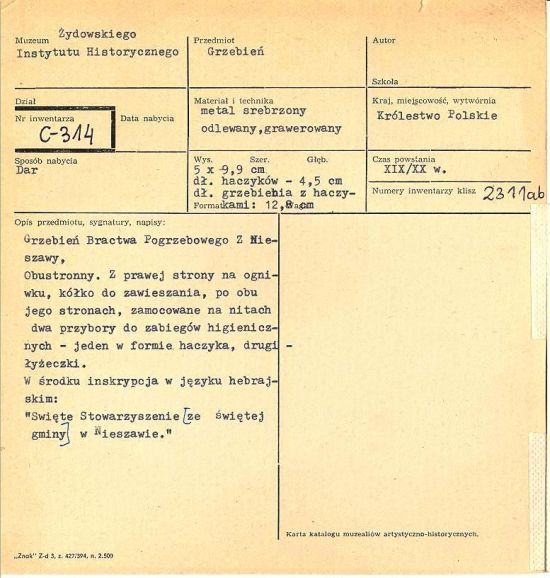 Muzeum Żydowskiego
Instytutu Historycznego
Przedmiot
Grzebień
Autor
Szkoła
Dział
Nr inwentarza
C-314
Data nabycia
Materiał i technika
metal srebrzony
odlewany,grawerowany
Kraj, miejscowość, wytwórnia
Królestwo Polskie
Sposób nabycia
Dar
Wys. Szer. Głęb.
5 x 9,9 cm
dł. haczyków - 4,5 cm
dł. grzebienia z haczy-
Format kami: 12,8 cm
Czas powstania
XIX/XX w.
Numery inwentarzy klisz 2311ab
Opis przedmiotu, sygnatury, napisy:
Grzebień Bractwa Pogrzebowego Z Nie-
szawy,
Obustronny. Z prawej strony na ogni-
wku, kółko do zawieszania, po obu
jego stronach, zamocowane na nitach
dwa przybory do zabiegów higienicz-
nych - jeden w formie haczyka, drugi -
łyżeczki.
W środku inskrypcja w języku hebraj-
skim:
"Swięte Stowarzyszenie [ze świętej
gminy] w Nieszawie."
Karta katalogu muzealiów artystyczno-historycznych.
„Znak" Z-d 5, z. 427/394, n. 2.500